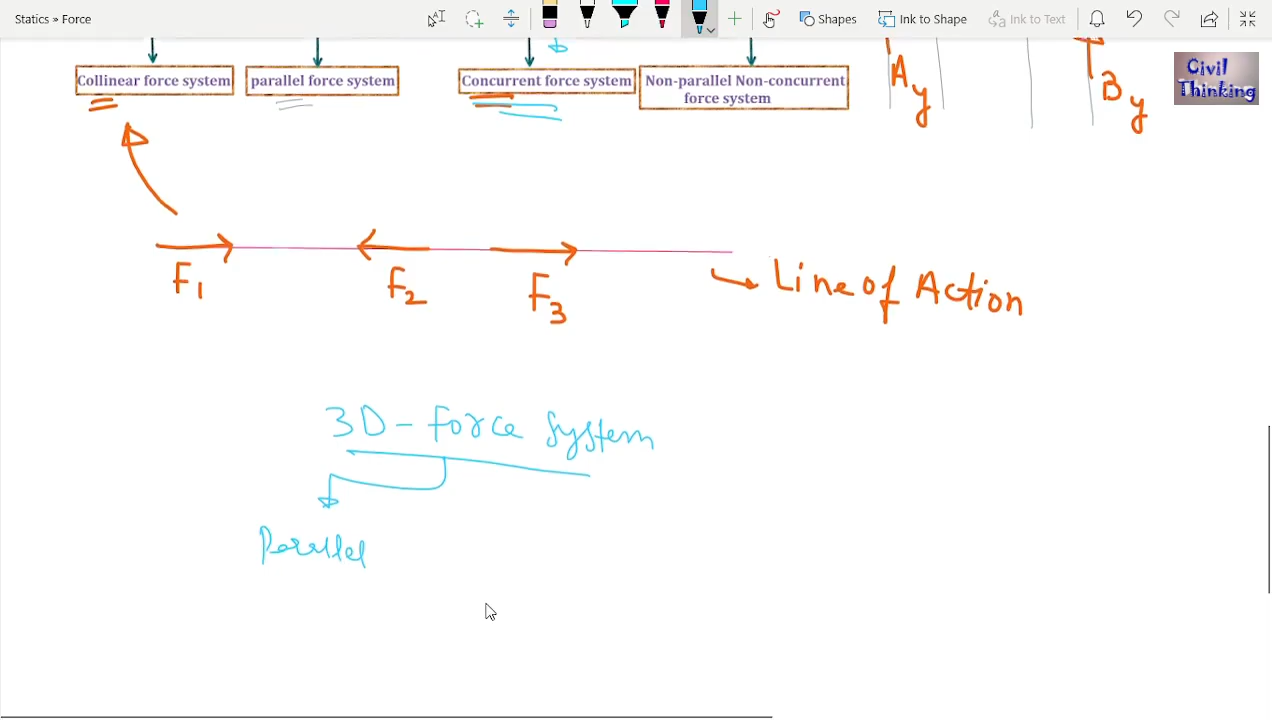 Statics » Force
Shapes
Ink to Shape
Ink to Text
Collinear force system
parallel force system
Concurrent force system
Non-parallel Non-concurrent
force system
Ay
By
Civil
Thinking
F1
F2
F3
Line of Action
3D - force system
Parallel